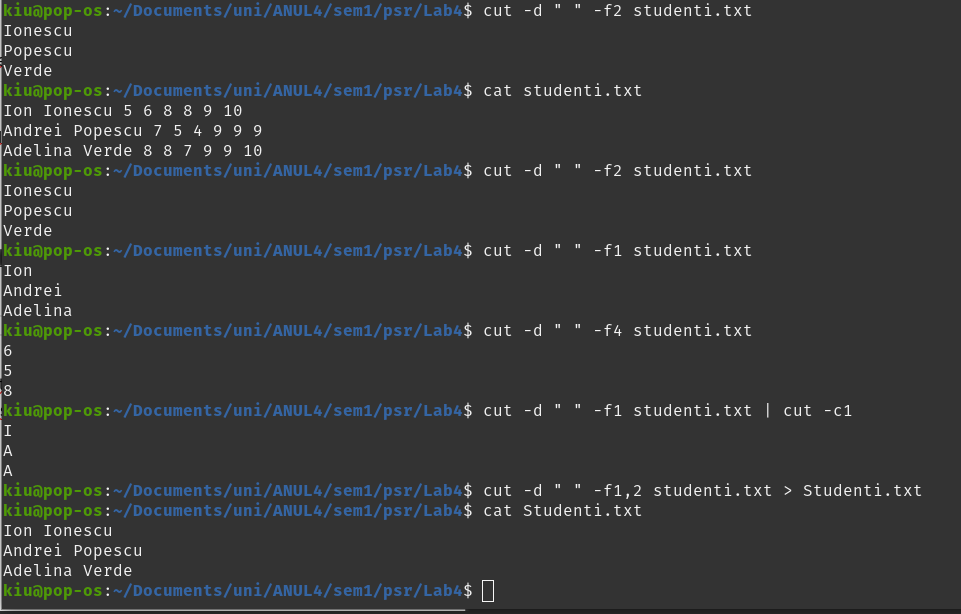 kiu@pop-os:~/Documents/uni/ANUL4/sem1/psr/Lab4$ cut -d " " -f2 studenti.txt
Ionescu
Popescu
Verde
kiu@pop-os:~/Documents/uni/ANUL4/sem1/psr/Lab4$ cat studenti.txt
Ion Ionescu 5 6 8 8 9 10
Andrei Popescu 7 5 4 9 9 9
Adelina Verde 8 8 7 9 9 10
kiu@pop-os:~/Documents/uni/ANUL4/sem1/psr/Lab4$ cut -d " " -f2 studenti.txt
Ionescu
Popescu
Verde
kiu@pop-os:~/Documents/uni/ANUL4/sem1/psr/Lab4$ cut -d " " -f1 studenti.txt
Ion
Andrei
Adelina
kiu@pop-os:~/Documents/uni/ANUL4/sem1/psr/Lab4$ cut -d " " -f4 studenti.txt
6
5
8
kiu@pop-os:~/Documents/uni/ANUL4/sem1/psr/Lab4$ cut -d " " -f1 studenti.txt | cut -c1
I
A
A
kiu@pop-os:~/Documents/uni/ANUL4/sem1/psr/Lab4$ cut -d " " -f1,2 studenti.txt > Studenti.txt
kiu@pop-os:~/Documents/uni/ANUL4/sem1/psr/Lab4$ cat Studenti.txt
Ion Ionescu
Andrei Popescu
Adelina Verde
kiu@pop-os:~/Documents/uni/ANUL4/sem1/psr/Lab4$